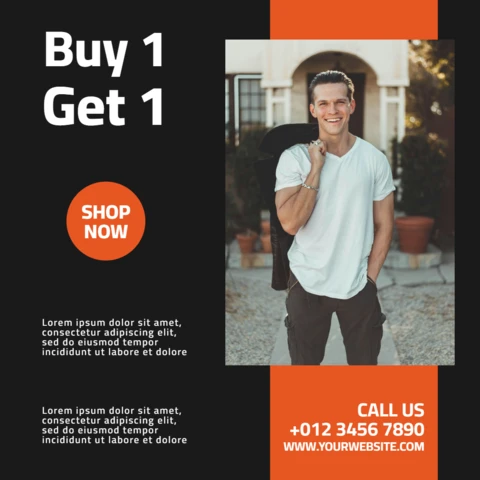 Buy 1
Get 1
SHOP
NOW
Lorem ipsum dolor sit amet,
consectetur adipiscing elit,
sed do eiusmod tempor
incididunt ut labore et dolore
Lorem ipsum dolor sit amet,
consectetur adipiscing elit,
sed do eiusmod tempor
incididunt ut labore et dolore
CALL US
+012 3456 7890
WWW.YOURWEBSITE.COM